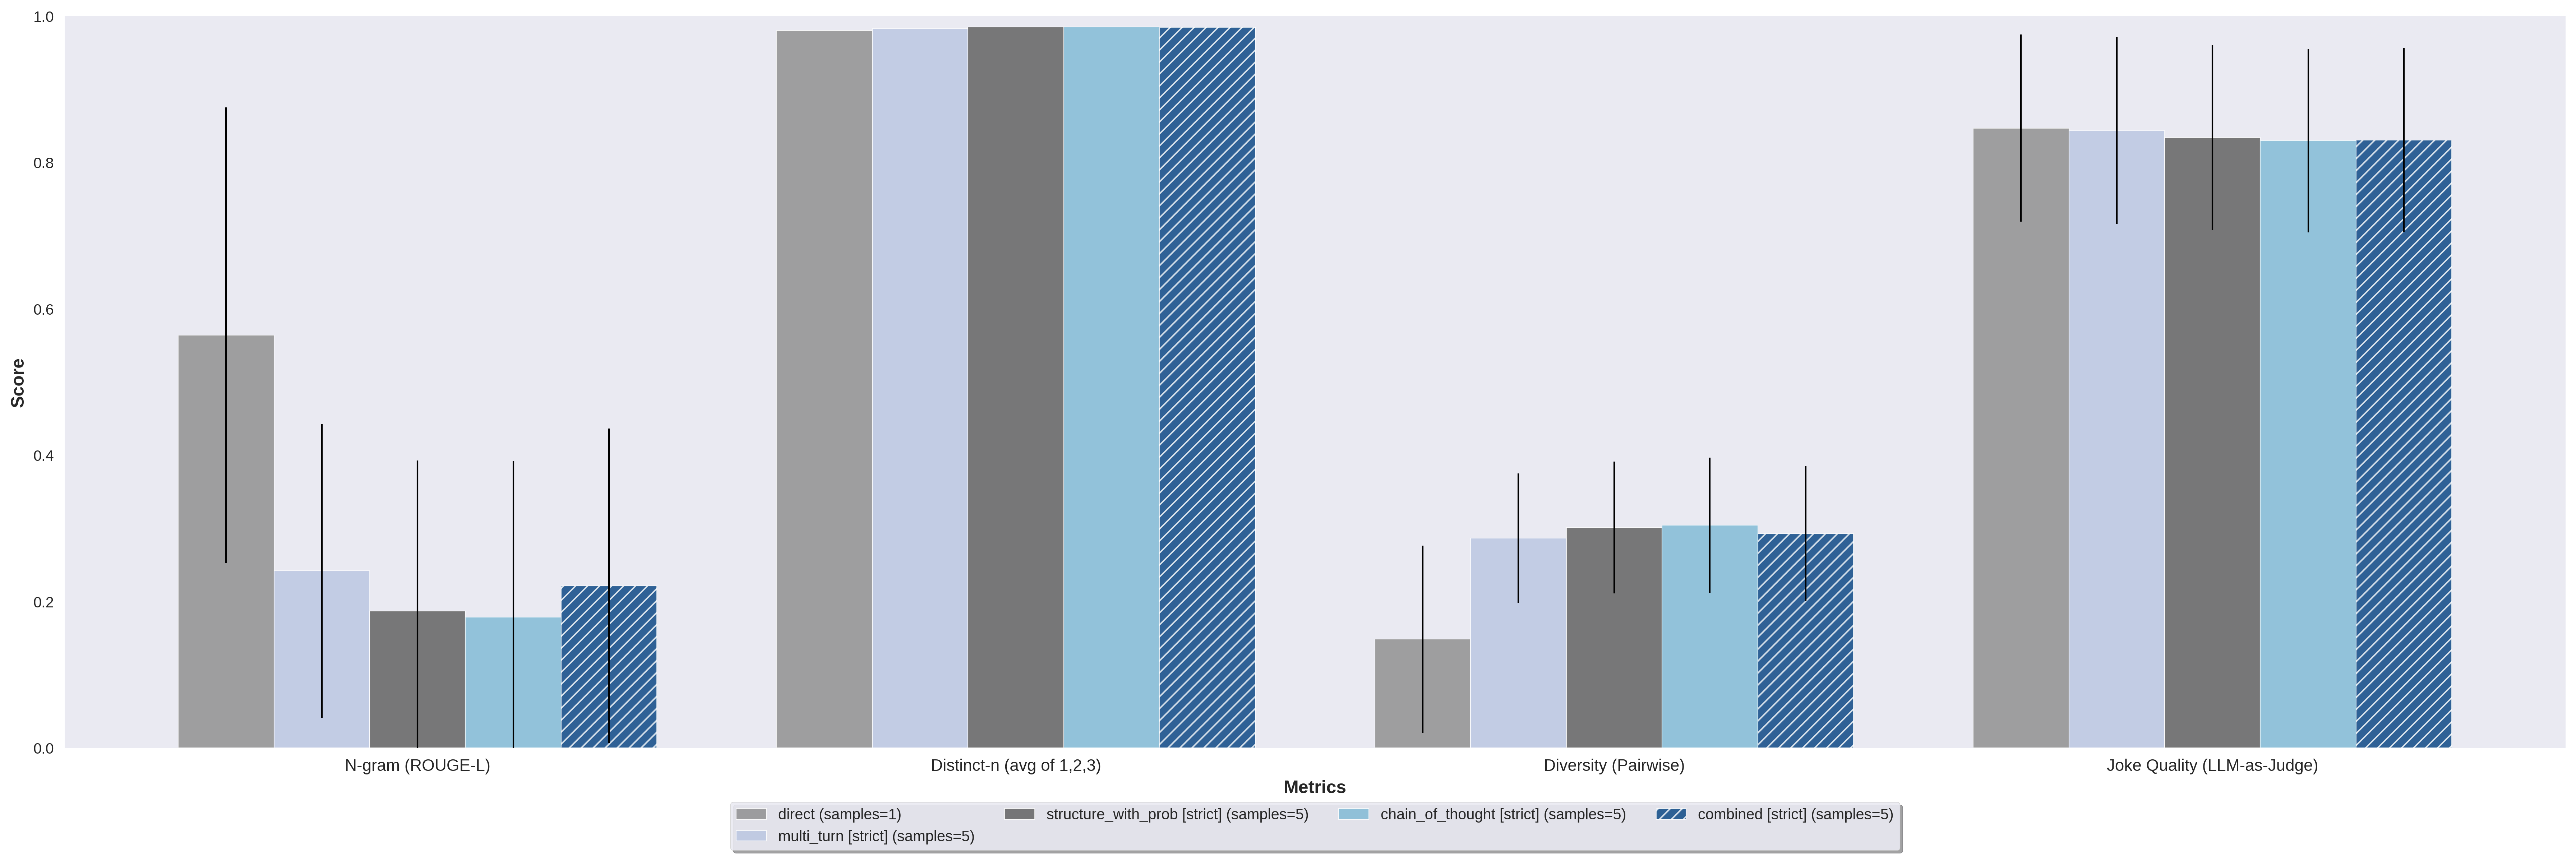 1.0
0.8
0.6
0.4
0.2
0.0
Score
N-gram (ROUGE-L)
Distinct-n (avg of 1,2,3)
Diversity (Pairwise)
Joke Quality (LLM-as-Judge)
Metrics
direct (samples=1)
multi_turn [strict] (samples=5)
structure_with_prob [strict] (samples=5)
chain_of_thought [strict] (samples=5)
combined [strict] (samples=5)